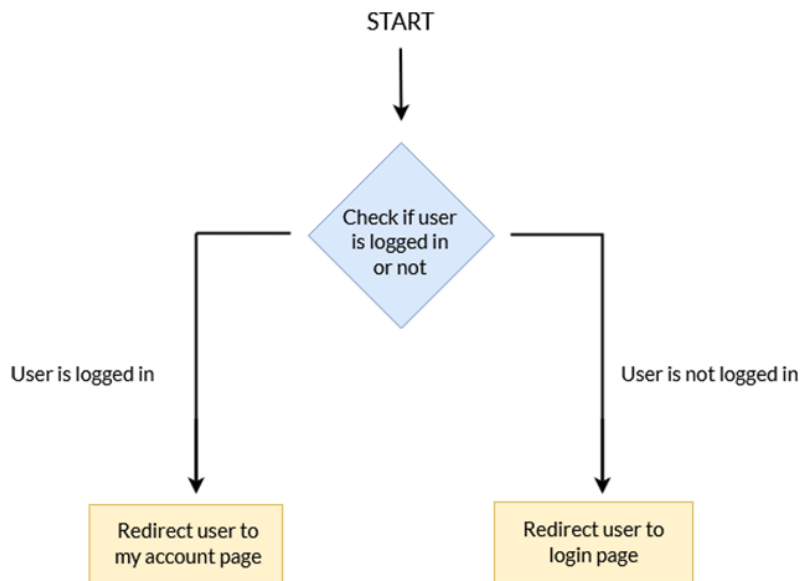 START
Check if user
is logged in
or not
User is logged in
User is not logged in
Redirect user to
my account page
Redirect user to
login page